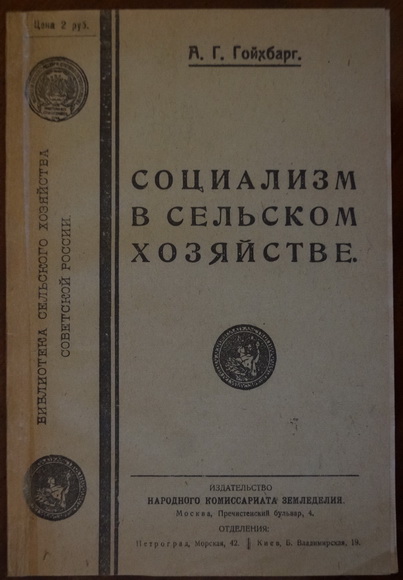 Цена 2 руб.
БИБЛИОТЕКА СЕЛЬСКОГО ХОЗЯЙСТВА
СОВЕТСКОЙ РОССИИ
А. Г. Гойхбарг.
СОЦИАЛИЗМ
В СЕЛЬСКОМ
ХОЗЯЙСТВЕ.
ИЗДАТЕЛЬСТВО
НАРОДНОГО КОМИССАРИАТА ЗЕМЛЕДЕЛИЯ.
Москва, Пречистенский бульвар, 4.
ОТДЕЛЕНИЯ:
Петроград, Морская, 42. Киев, Б. Владимирская, 19.